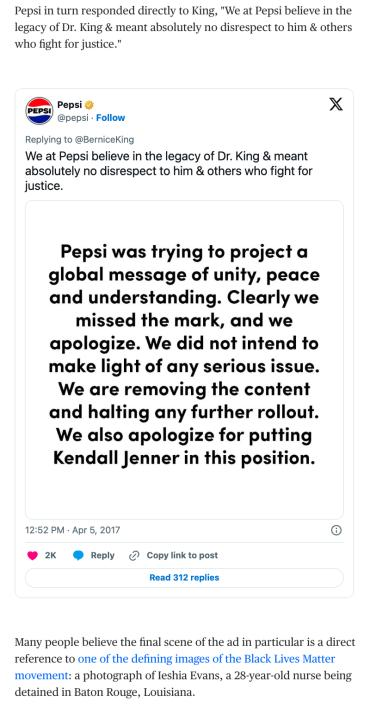 Pepsi in turn responded directly to King, "We at Pepsi believe in the
legacy of Dr. King & meant absolutely no disrespect to him & others
who fight for justice."
PEPSI
Pepsi
@pepsi · Follow
X
Replying to @BerniceKing
We at Pepsi believe in the legacy of Dr. King & meant
absolutely no disrespect to him & others who fight for
justice.
Pepsi was trying to project a
global message of unity, peace
and understanding. Clearly we
missed the mark, and we
apologize. We did not intend to
make light of any serious issue.
We are removing the content
and halting any further rollout.
We also apologize for putting
Kendall Jenner in this position.
12:52 PM · Apr 5, 2017
2K Reply Copy link to post
Read 312 replies
Many people believe the final scene of the ad in particular is a direct
reference to one of the defining images of the Black Lives Matter
movement: a photograph of Ieshia Evans, a 28-year-old nurse being
detained in Baton Rouge, Louisiana.